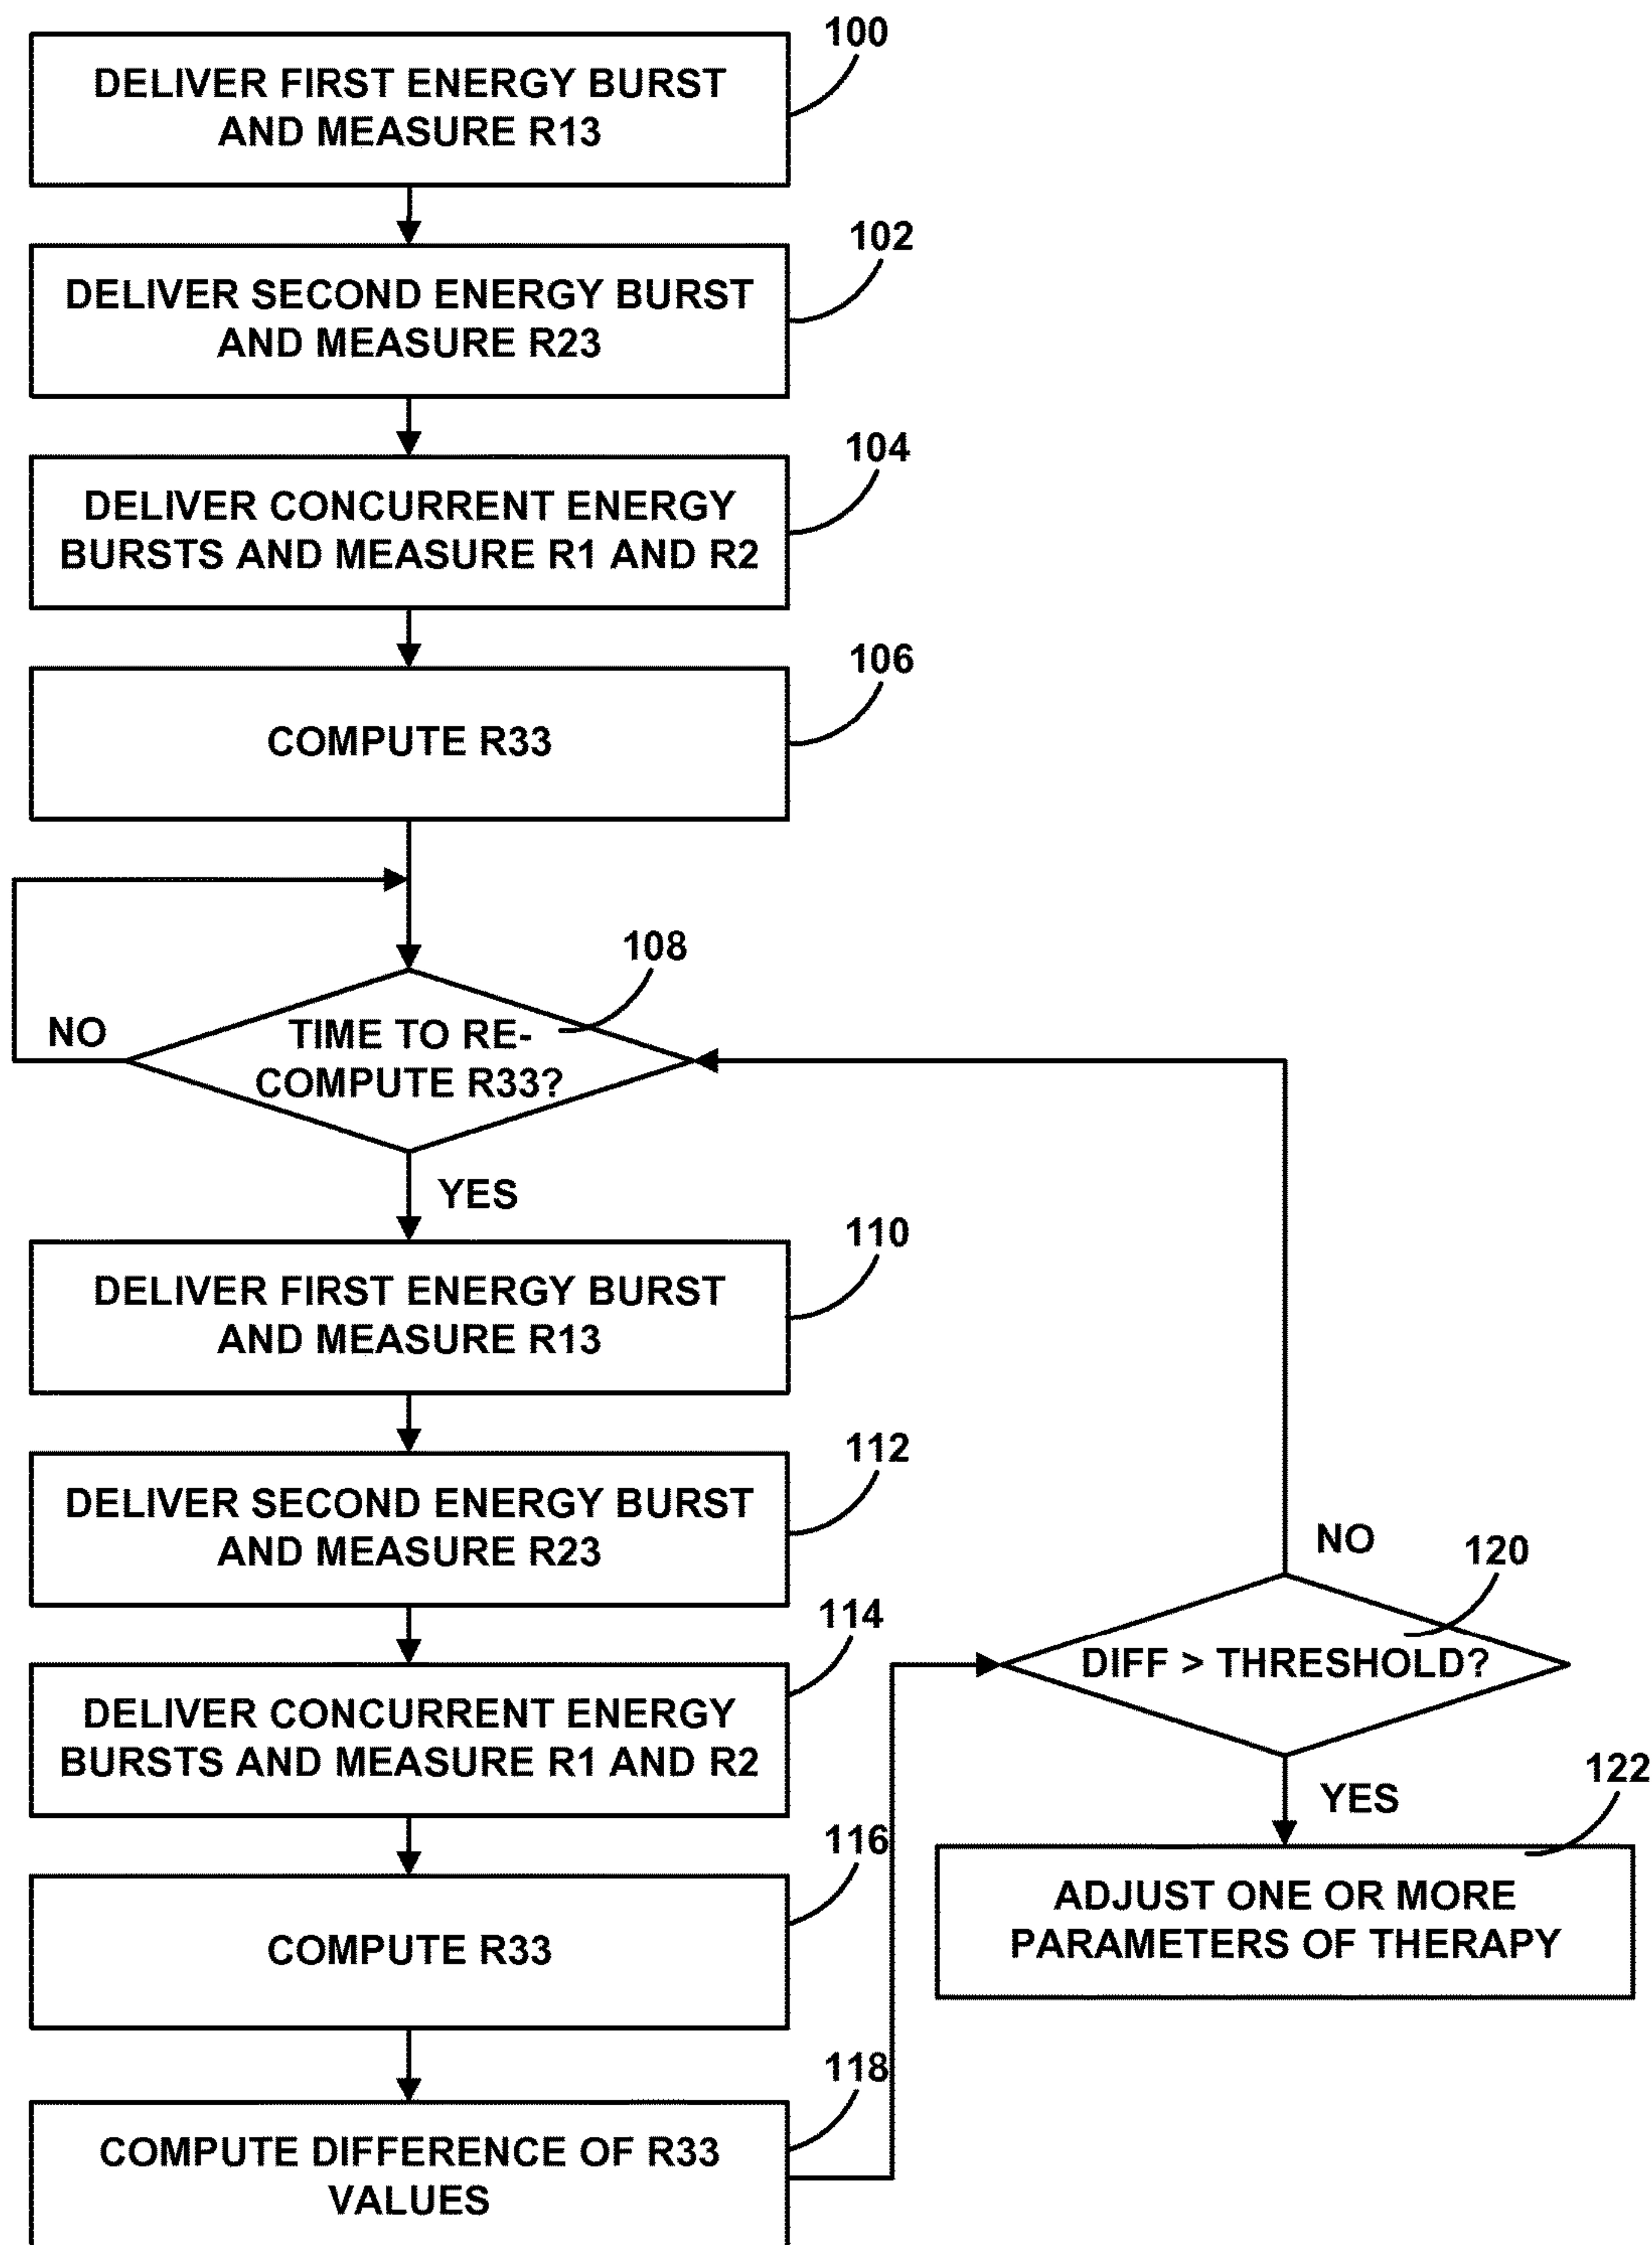 100
DELIVER FIRST ENERGY BURST
AND MEASURE R13
102
DELIVER SECOND ENERGY BURST
AND MEASURE R23
104
DELIVER CONCURRENT ENERGY
BURSTS AND MEASURE R1 AND R2
106
COMPUTE R33
108
NO
TIME TO RE-
COMPUTE R33?
YES
110
DELIVER FIRST ENERGY BURST
AND MEASURE R13
112
DELIVER SECOND ENERGY BURST
AND MEASURE R23
114
DELIVER CONCURRENT ENERGY
BURSTS AND MEASURE R1 AND R2
116
COMPUTE R33
118
COMPUTE DIFFERENCE OF R33
VALUES
NO
120
DIFF > THRESHOLD?
YES
122
ADJUST ONE OR MORE
PARAMETERS OF THERAPY